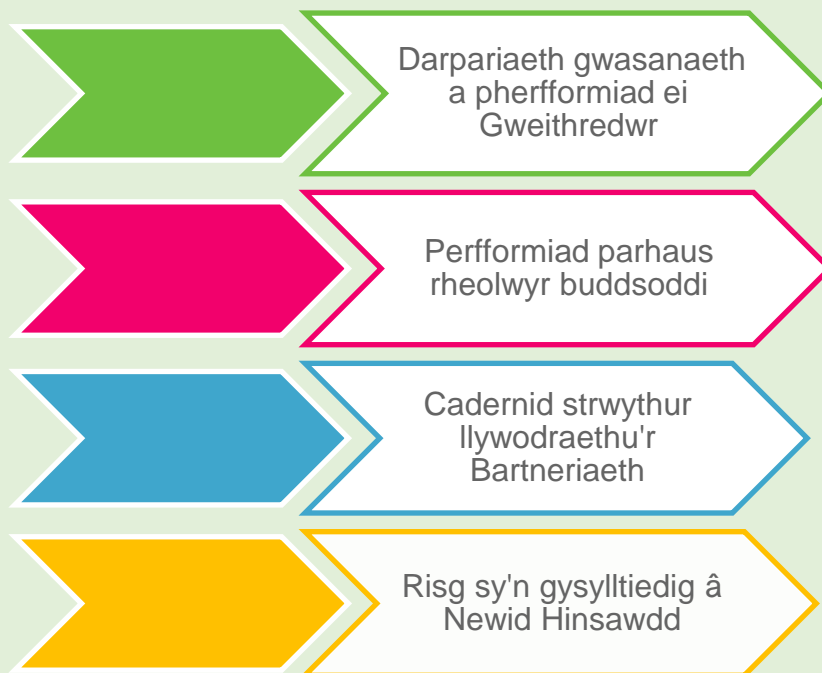 Darpariaeth gwasanaeth
a pherfformiad ei
Gweithredwr
Perfformiad parhaus
rheolwyr buddsoddi
Cadernid strwythur
llywodraethu'r
Bartneriaeth
Risg sy'n gysylltiedig â
Newid Hinsawdd